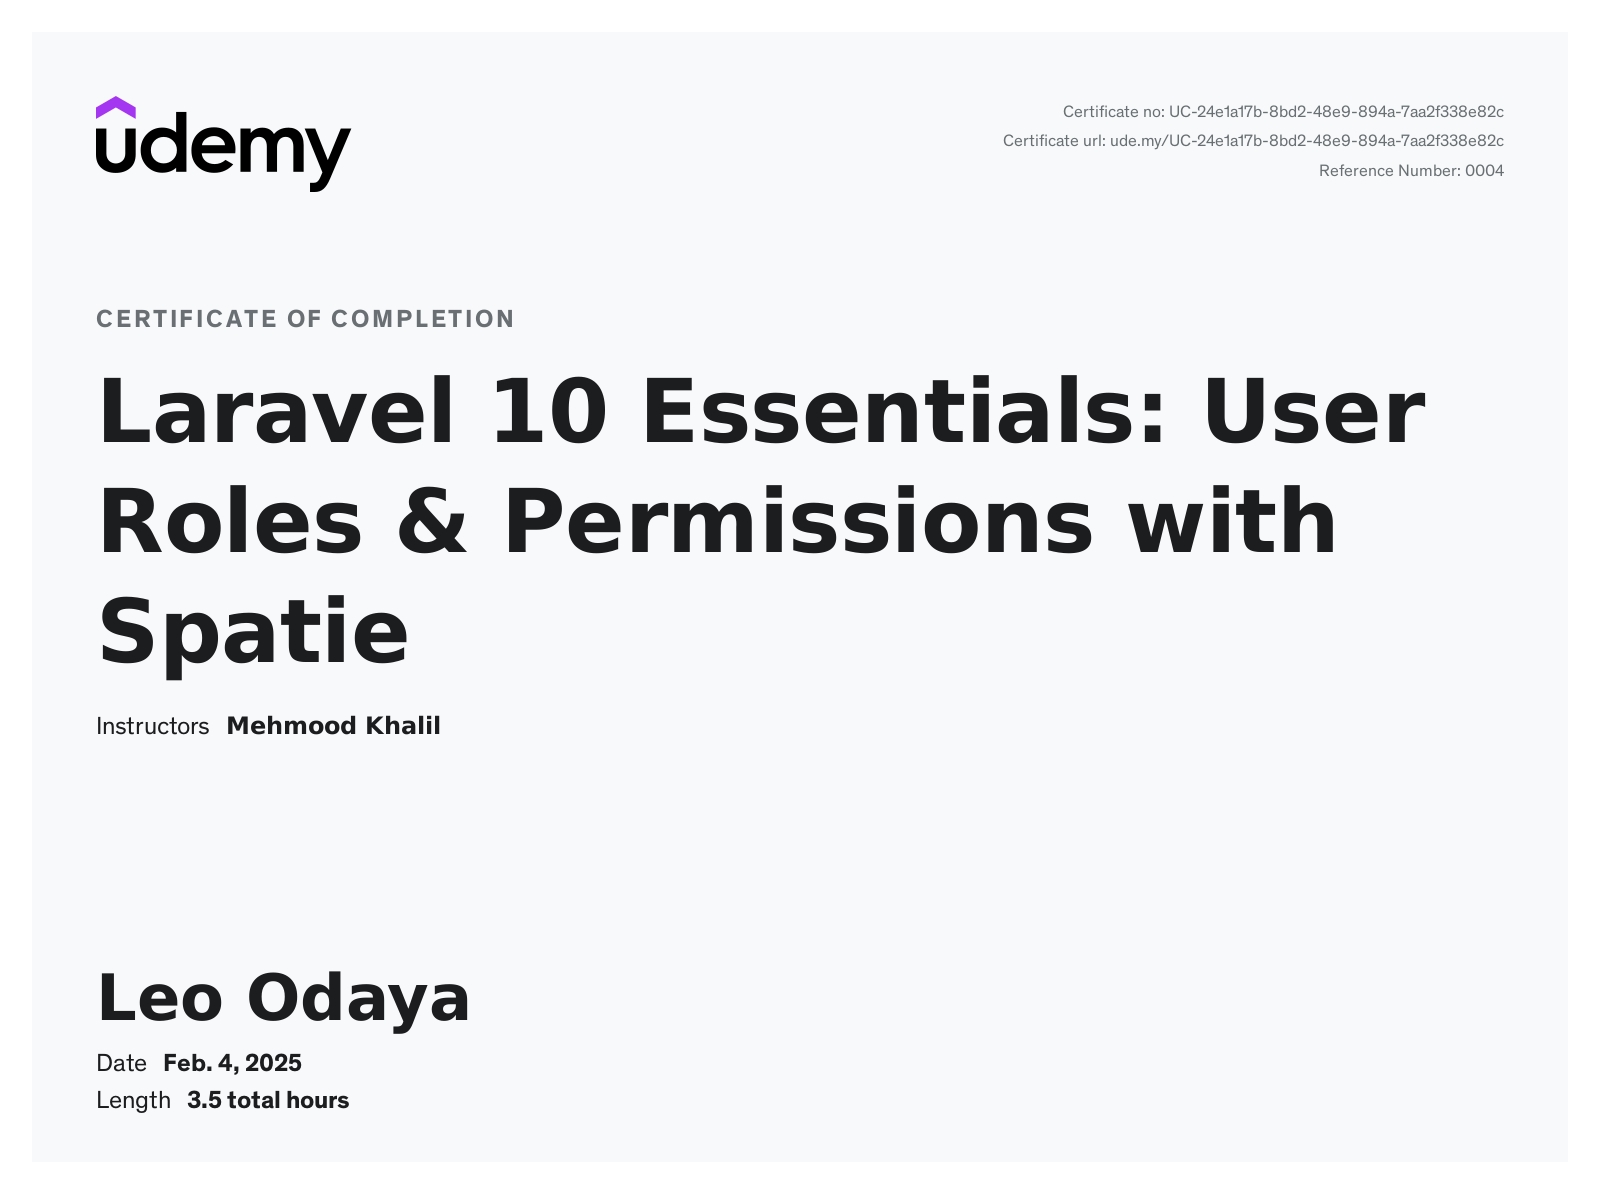 udemy
Certificate no: UC-24e1a17b-8bd2-48e9-894a-7aa2f338e82c
Certificate url: ude.my/UC-24e1a17b-8bd2-48e9-894a-7aa2f338e82c
Reference Number: 0004
CERTIFICATE OF COMPLETION
Laravel 10 Essentials: User
Roles & Permissions with
Spatie
Instructors Mehmood Khalil
Leo Odaya
Date Feb. 4, 2025
Length 3.5 total hours